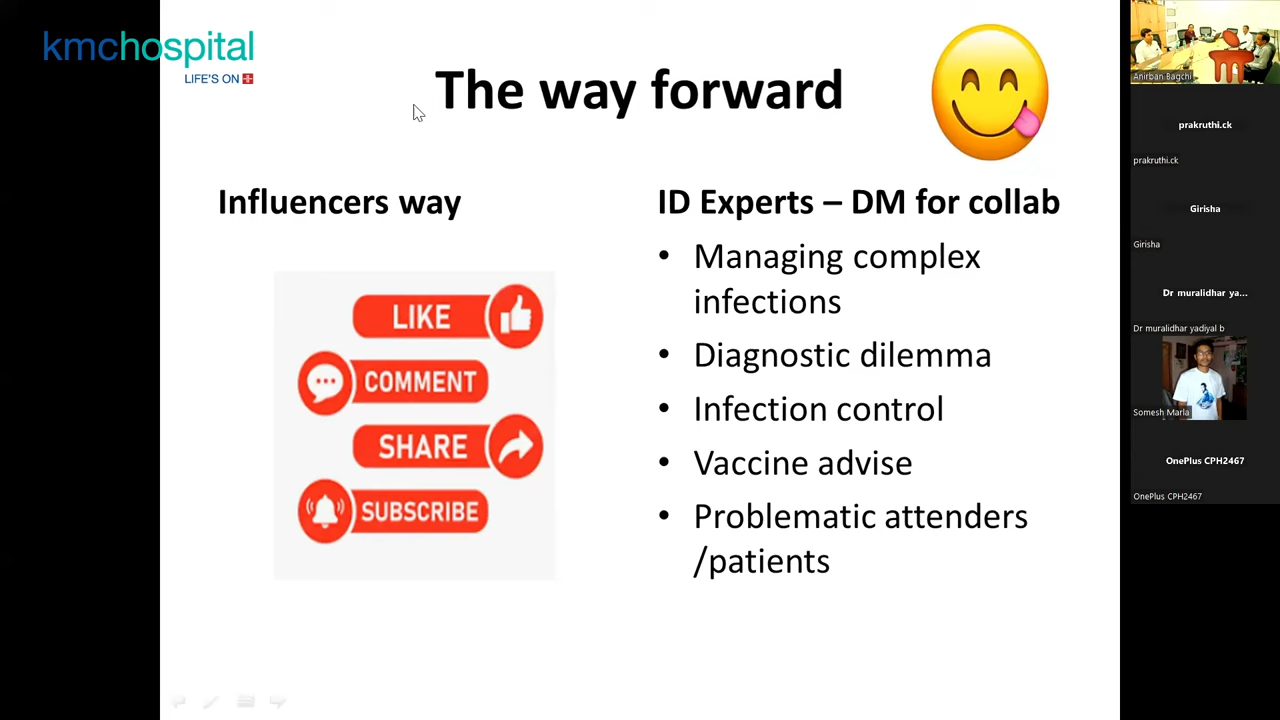 kmchospital
LIFE'S ON
The way forward
Influencers way
LIKE
COMMENT
SHARE
SUBSCRIBE
ID Experts – DM for collab
• Managing complex
infections
• Diagnostic dilemma
• Infection control
• Vaccine advise
• Problematic attenders
/patients
Anirban Bagchi
prakruthi.ck
prakruthi.ck
Girisha
Girisha
Dr muralidhar ya...
Dr muralidhar yadiyal b
Somesh Marla
OnePlus CPH2467
OnePlus CPH2467